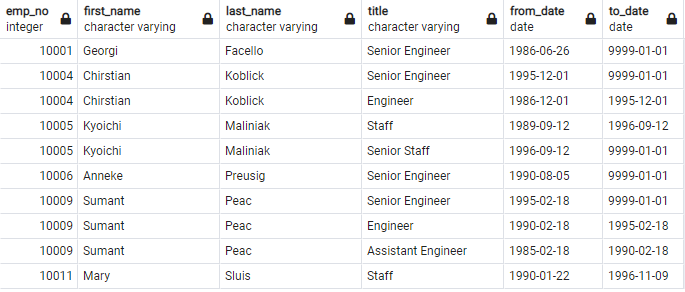 emp_no first_name last_name title from_date to_date
integer character varying character varying character varying date date
10001 Georgi Facello Senior Engineer 1986-06-26 9999-01-01
10004 Chirstian Koblick Senior Engineer 1995-12-01 9999-01-01
10004 Chirstian Koblick Engineer 1986-12-01 1995-12-01
10005 Kyoichi Maliniak Staff 1989-09-12 1996-09-12
10005 Kyoichi Maliniak Senior Staff 1996-09-12 9999-01-01
10006 Anneke Preusig Senior Engineer 1990-08-05 9999-01-01
10009 Sumant Peac Senior Engineer 1995-02-18 9999-01-01
10009 Sumant Peac Engineer 1990-02-18 1995-02-18
10009 Sumant Peac Assistant Engineer 1985-02-18 1990-02-18
10011 Mary Sluis Staff 1990-01-22 1996-11-09